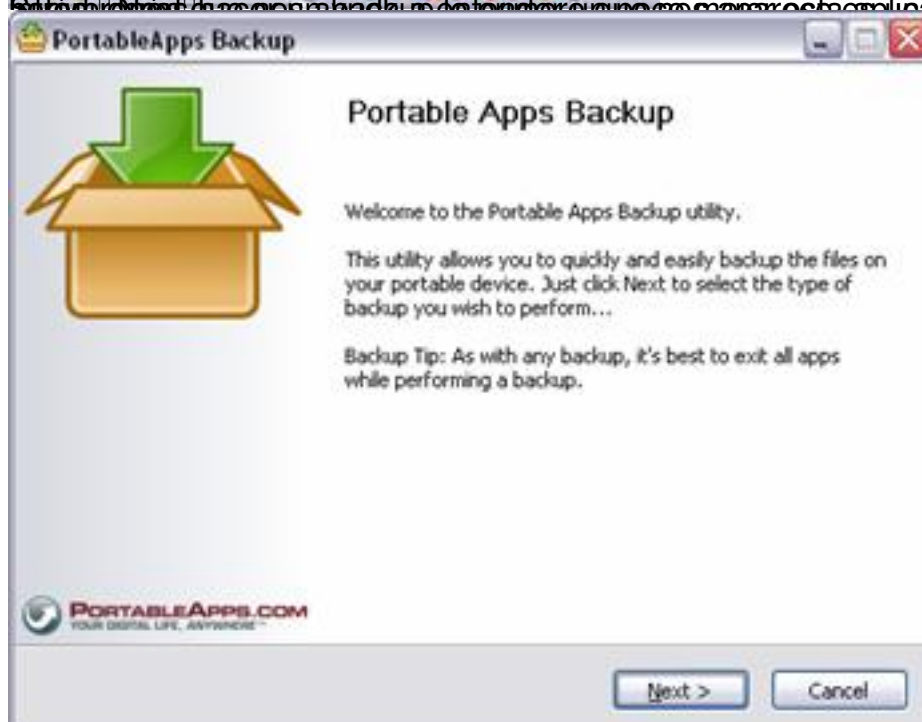 PortableApps Backup
Portable Apps Backup
Welcome to the Portable Apps Backup utility.
This utility allows you to quickly and easily backup the files on
your portable device. Just click Next to select the type of
backup you wish to perform...
Backup Tip: As with any backup, it's best to exit all apps
while performing a backup.
PORTABLEAPPS.COM
YOUR DIGITAL LIFE, ANYWHERE™
Next >
Cancel